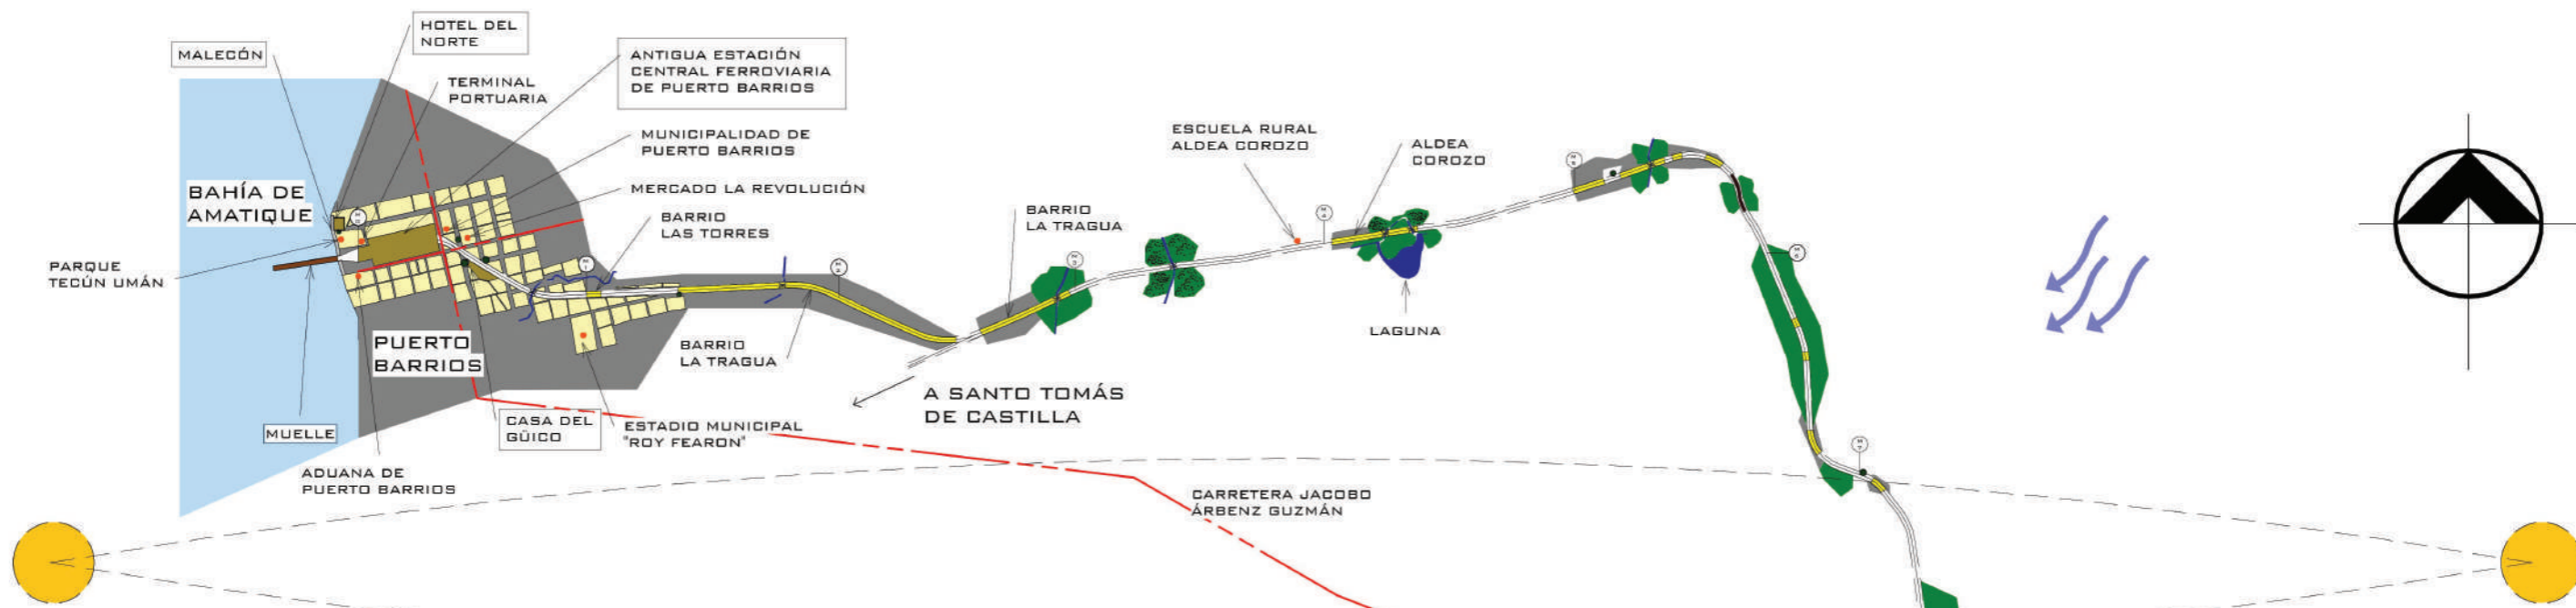 HOTEL DEL
NORTE
MALECÓN
ANTIGUA ESTACIÓN
CENTRAL FERROVIARIA
DE PUERTO BARRIOS
TERMINAL
PORTUARIA
MUNICIPALIDAD DE
PUERTO BARRIOS
MERCADO LA REVOLUCIÓN
BAHÍA DE
AMATIQUE
BARRIO
LAS TORRES
PARQUE
TECÚN UMÁN
BARRIO
LA TRAGUA
ESCUELA RURAL
ALDEA COROZO
ALDEA
COROZO
LAGUNA
PUERTO
BARRIOS
BARRIO
LA TRAGUA
A SANTO TOMÁS
DE CASTILLA
MUELLE
CASA DEL
GÜICO
ESTADIO MUNICIPAL
"ROY FEARON"
ADUANA DE
PUERTO BARRIOS
CARRETERA JACOBO
ÁRBENZ GUZMÁN